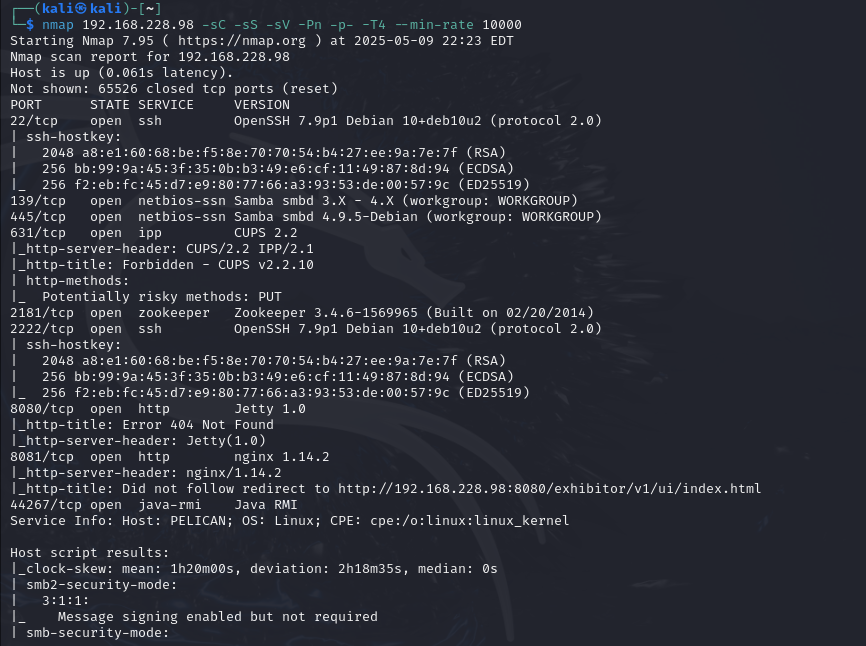 ┌──(kali㉿kali)-[~]
└─$ nmap 192.168.228.98 -sC -sS -sV -Pn -p- -T4 --min-rate 10000
Starting Nmap 7.95 ( https://nmap.org ) at 2025-05-09 22:23 EDT
Nmap scan report for 192.168.228.98
Host is up (0.061s latency).
Not shown: 65526 closed tcp ports (reset)
PORT      STATE SERVICE     VERSION
22/tcp    open  ssh         OpenSSH 7.9p1 Debian 10+deb10u2 (protocol 2.0)
| ssh-hostkey:
|   2048 a8:e1:60:68:be:f5:8e:70:70:54:b4:27:ee:9a:7e:7f (RSA)
|   256 bb:99:9a:45:3f:35:0b:b3:49:e6:cf:11:49:87:8d:94 (ECDSA)
|_  256 f2:eb:fc:45:d7:e9:80:77:66:a3:93:53:de:00:57:9c (ED25519)
139/tcp   open  netbios-ssn Samba smbd 3.X - 4.X (workgroup: WORKGROUP)
445/tcp   open  netbios-ssn Samba smbd 4.9.5-Debian (workgroup: WORKGROUP)
631/tcp   open  ipp         CUPS 2.2
|_http-server-header: CUPS/2.2 IPP/2.1
|_http-title: Forbidden - CUPS v2.2.10
| http-methods:
|_  Potentially risky methods: PUT
2181/tcp  open  zookeeper   Zookeeper 3.4.6-1569965 (Built on 02/20/2014)
2222/tcp  open  ssh         OpenSSH 7.9p1 Debian 10+deb10u2 (protocol 2.0)
| ssh-hostkey:
|   2048 a8:e1:60:68:be:f5:8e:70:70:54:b4:27:ee:9a:7e:7f (RSA)
|   256 bb:99:9a:45:3f:35:0b:b3:49:e6:cf:11:49:87:8d:94 (ECDSA)
|_  256 f2:eb:fc:45:d7:e9:80:77:66:a3:93:53:de:00:57:9c (ED25519)
8080/tcp  open  http        Jetty 1.0
|_http-title: Error 404 Not Found
|_http-server-header: Jetty(1.0)
8081/tcp  open  http        nginx 1.14.2
|_http-server-header: nginx/1.14.2
|_http-title: Did not follow redirect to http://192.168.228.98:8080/exhibitor/v1/ui/index.html
44267/tcp open  java-rmi    Java RMI
Service Info: Host: PELICAN; OS: Linux; CPE: cpe:/o:linux:linux_kernel

Host script results:
|_clock-skew: mean: 1h20m00s, deviation: 2h18m35s, median: 0s
| smb2-security-mode:
|   3:1:1:
|_    Message signing enabled but not required
| smb-security-mode: